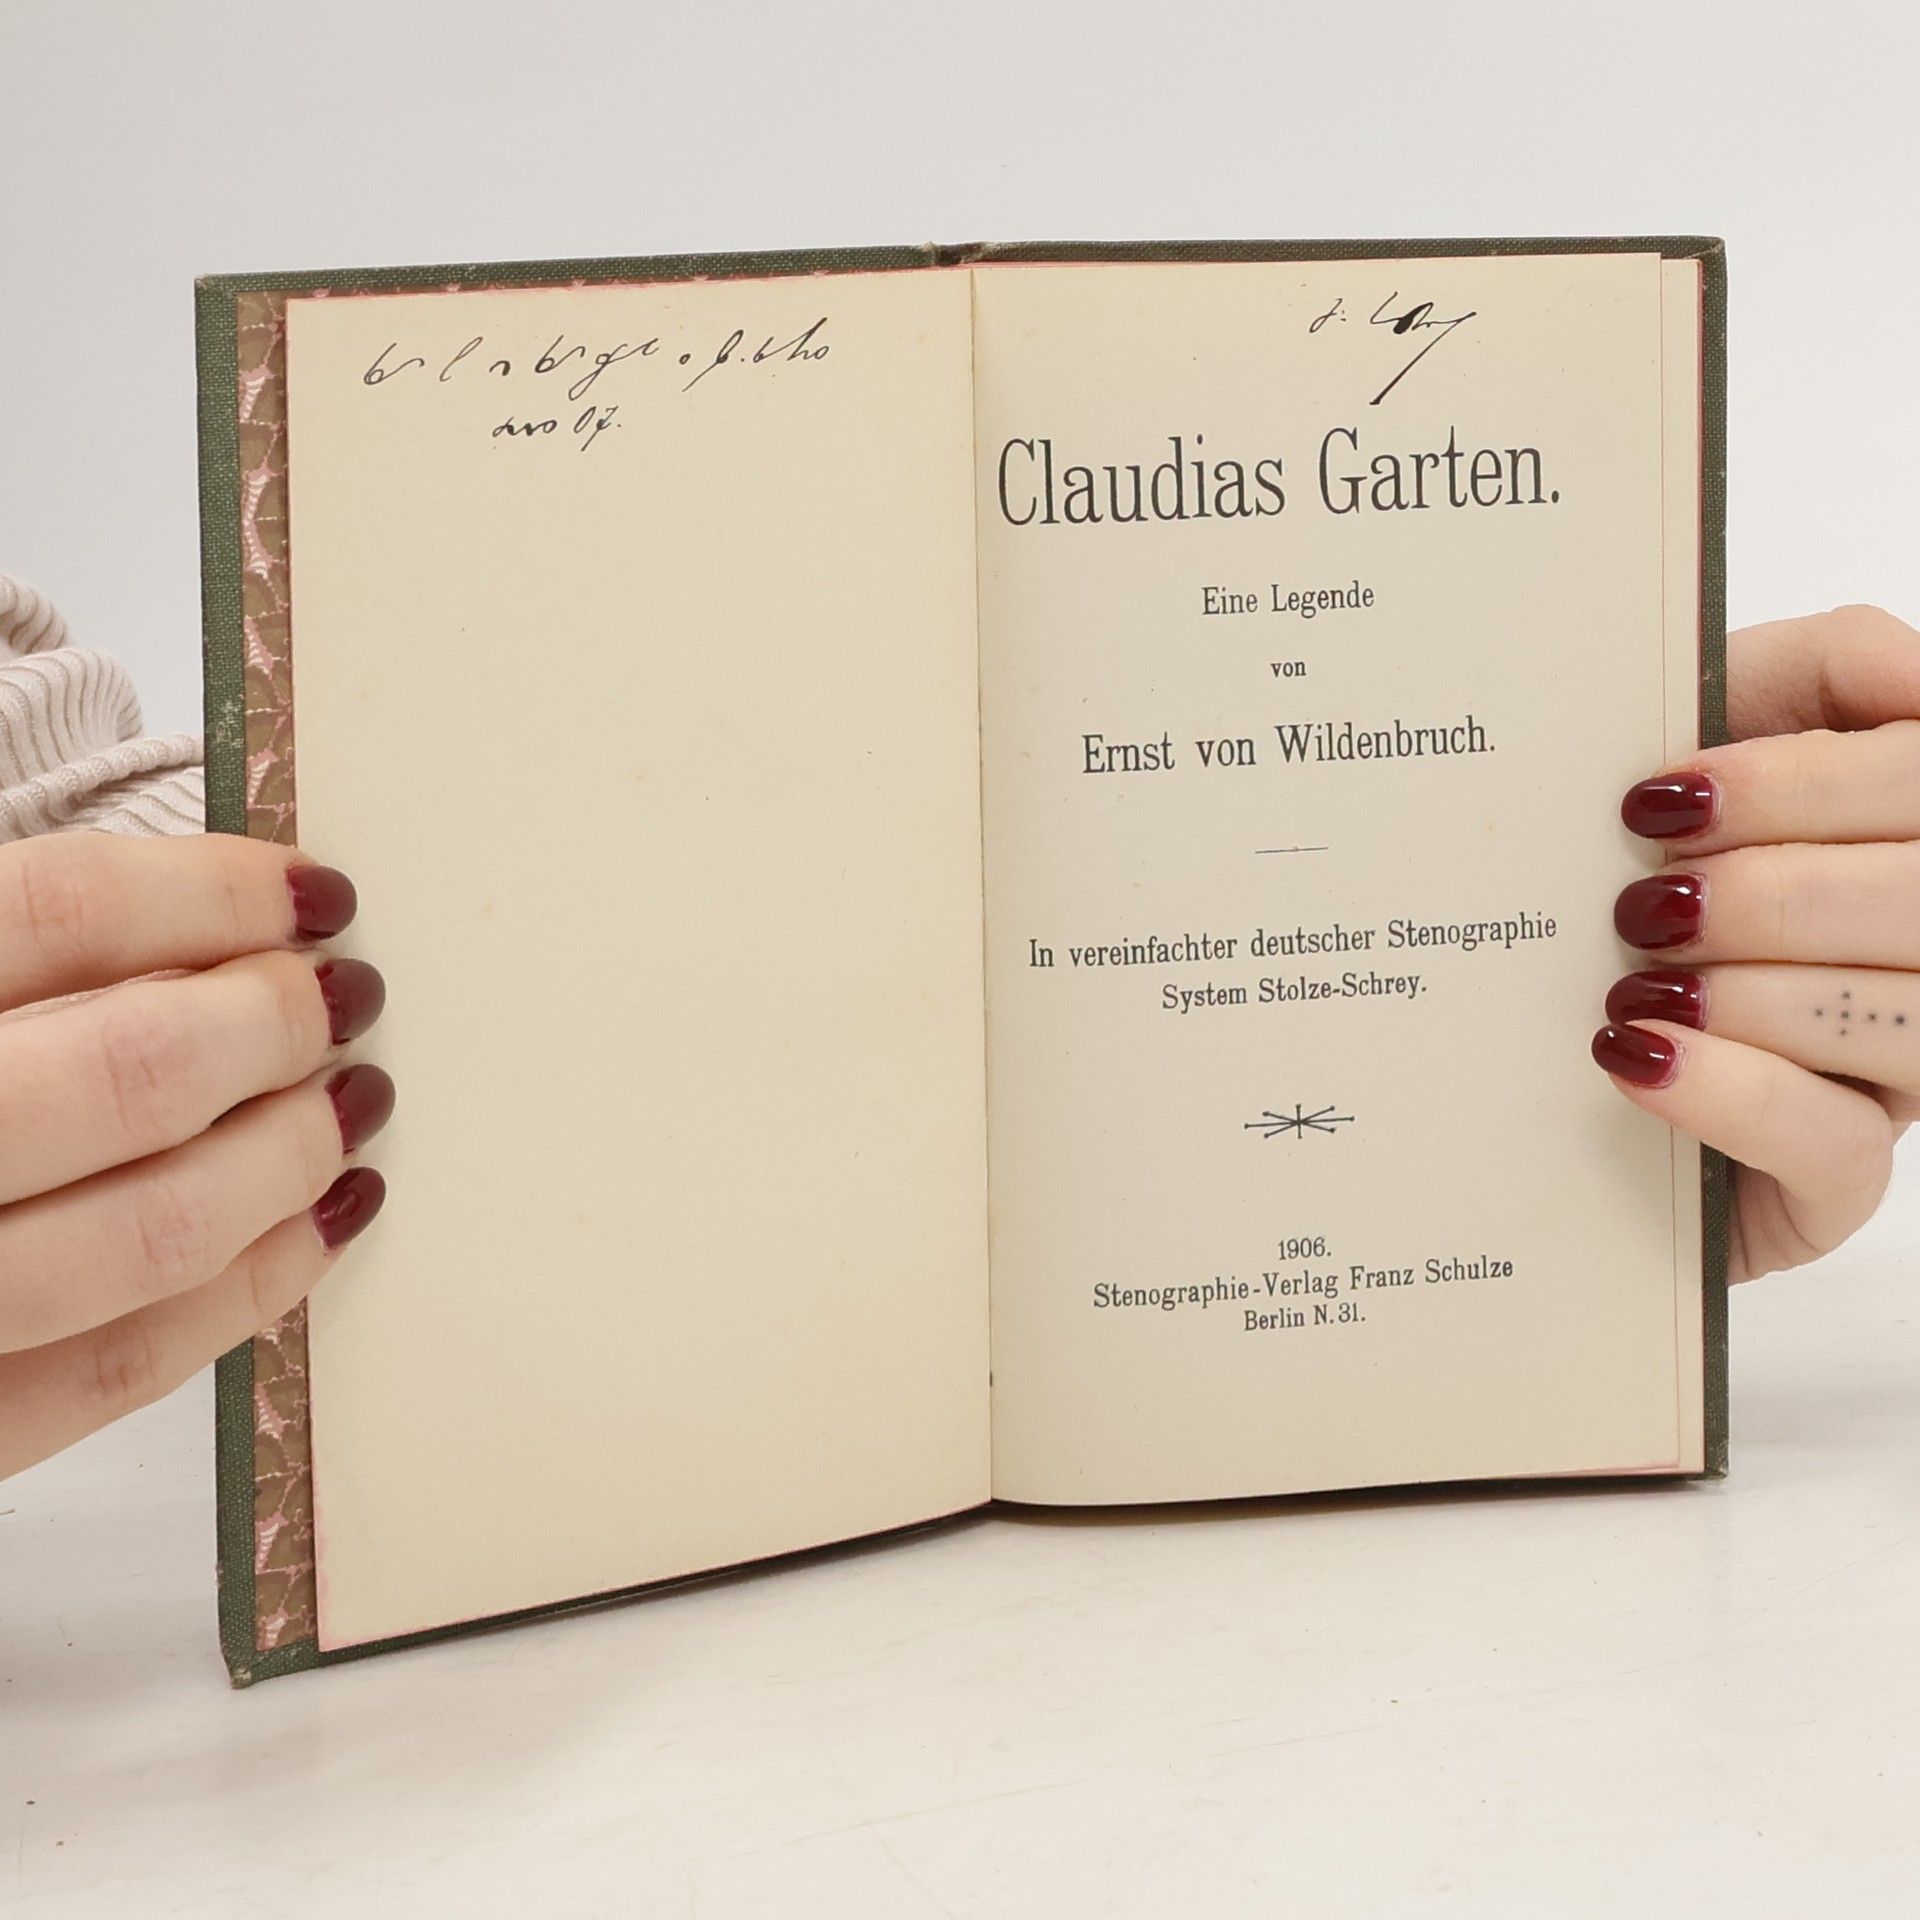 07.
Claudias Garten.
Eine Legende
von
Ernst von Wildenbruch.
In vereinfachter deutscher Stenographie
System Stolze-Schrey.
1906.
Stenographie-Verlag Franz Schulze
Berlin N. 31.